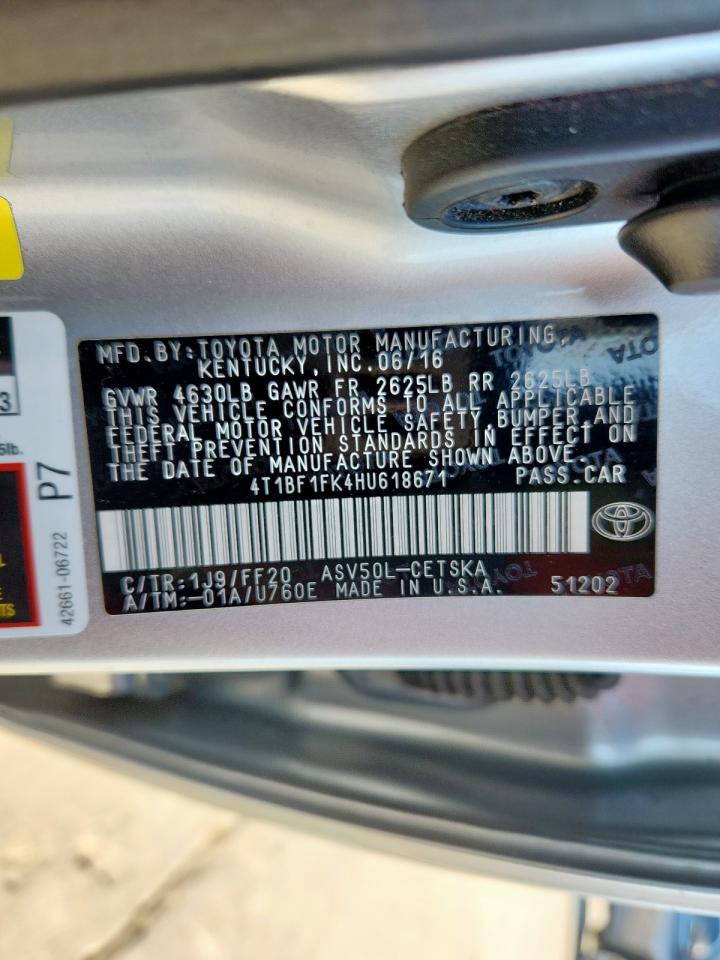 MFD. BY: TOYOTA MOTOR MANUFACTURING,
KENTUCKY, INC. 06/16
GVWR 4630LB GAWR FR 2625LB RR 2625LB
THIS VEHICLE CONFORMS TO ALL APPLICABLE
FEDERAL MOTOR VEHICLE SAFETY, BUMPER, AND
THEFT PREVENTION STANDARDS IN EFFECT ON
THE DATE OF MANUFACTURE SHOWN ABOVE.
4T1BF1FK4HU618671 PASS. CAR
C/TR: 1J9/FF20 ASV50L-CETSKA
A/TM: -01A/U760E MADE IN U.S.A. 51202
3
lb.
P7
42661-06722